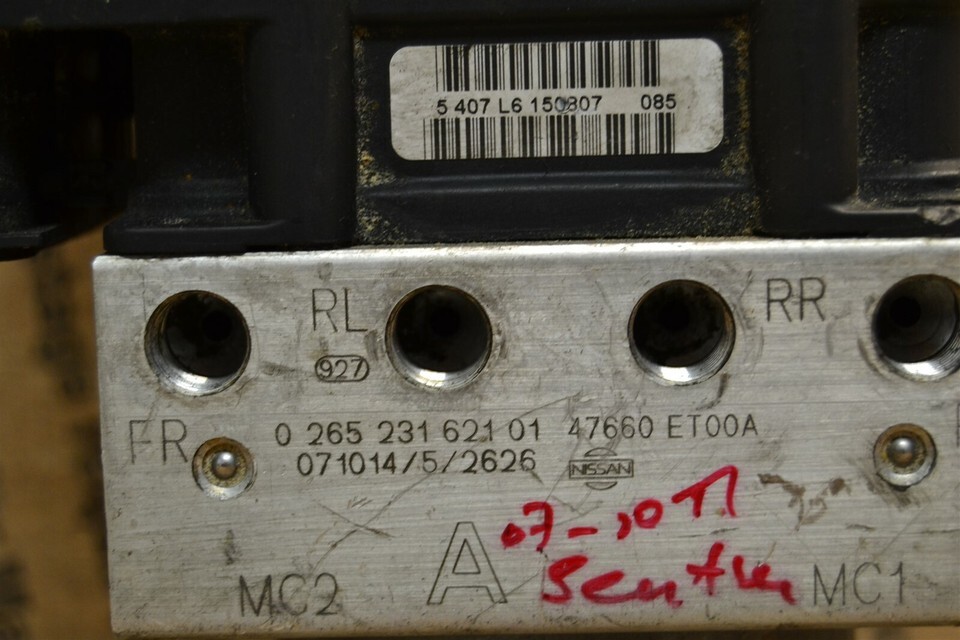 5 407 L6 150807 085
RL
RR
927
FR
0 265 231 621 01 47660 ET00A
071014/5/2626
NISSAN
07-10
Sentra
A
MC2
MC1